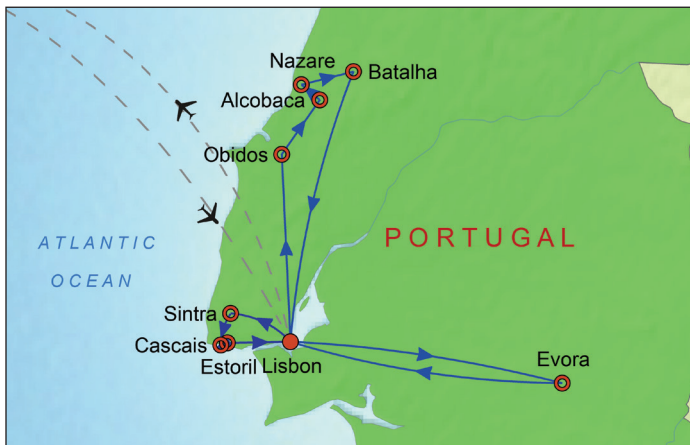 Nazare
Batalha
Alcobaca
Obidos
PORTUGAL
ATLANTIC
OCEAN
Sintra
Cascais
Estoril
Lisbon
Evora